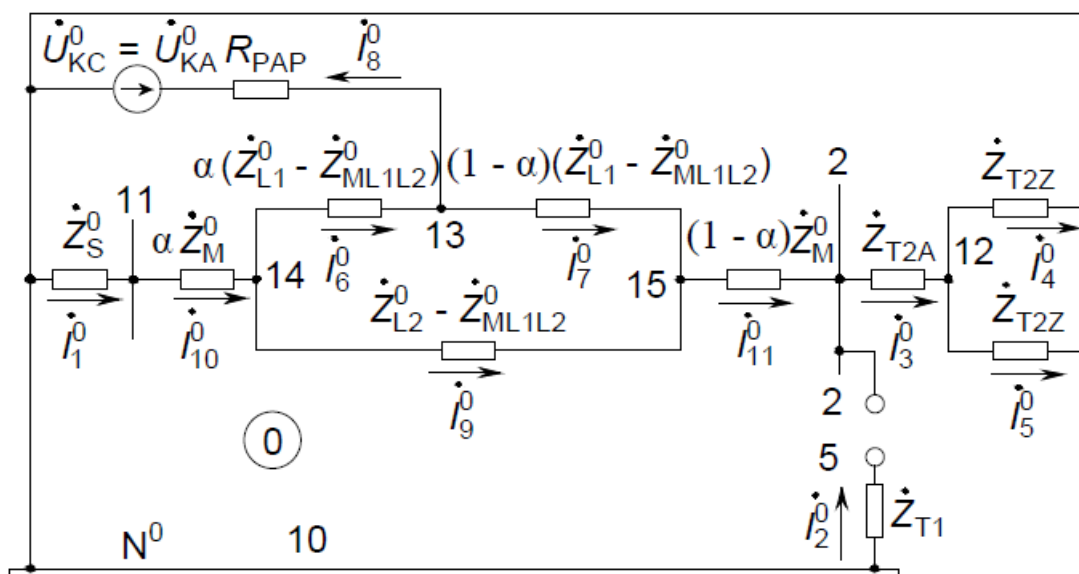 U̇⁰KC = U̇⁰KA RPAP İ⁰8
α (Ż⁰L1 - Ż⁰ML1L2) (1 - α)(Ż⁰L1 - Ż⁰ML1L2) 2 ŻT2Z
Ż⁰S 11 αŻ⁰M 13 (1 - α)Ż⁰M ŻT2A 12 İ⁰4
14 İ⁰6 İ⁰7 15
İ⁰1 İ⁰10 Ż⁰L2 - Ż⁰ML1L2 İ⁰11 İ⁰3 ŻT2Z
İ⁰9 2 İ⁰5
0 5
İ⁰2 ŻT1
N⁰ 10